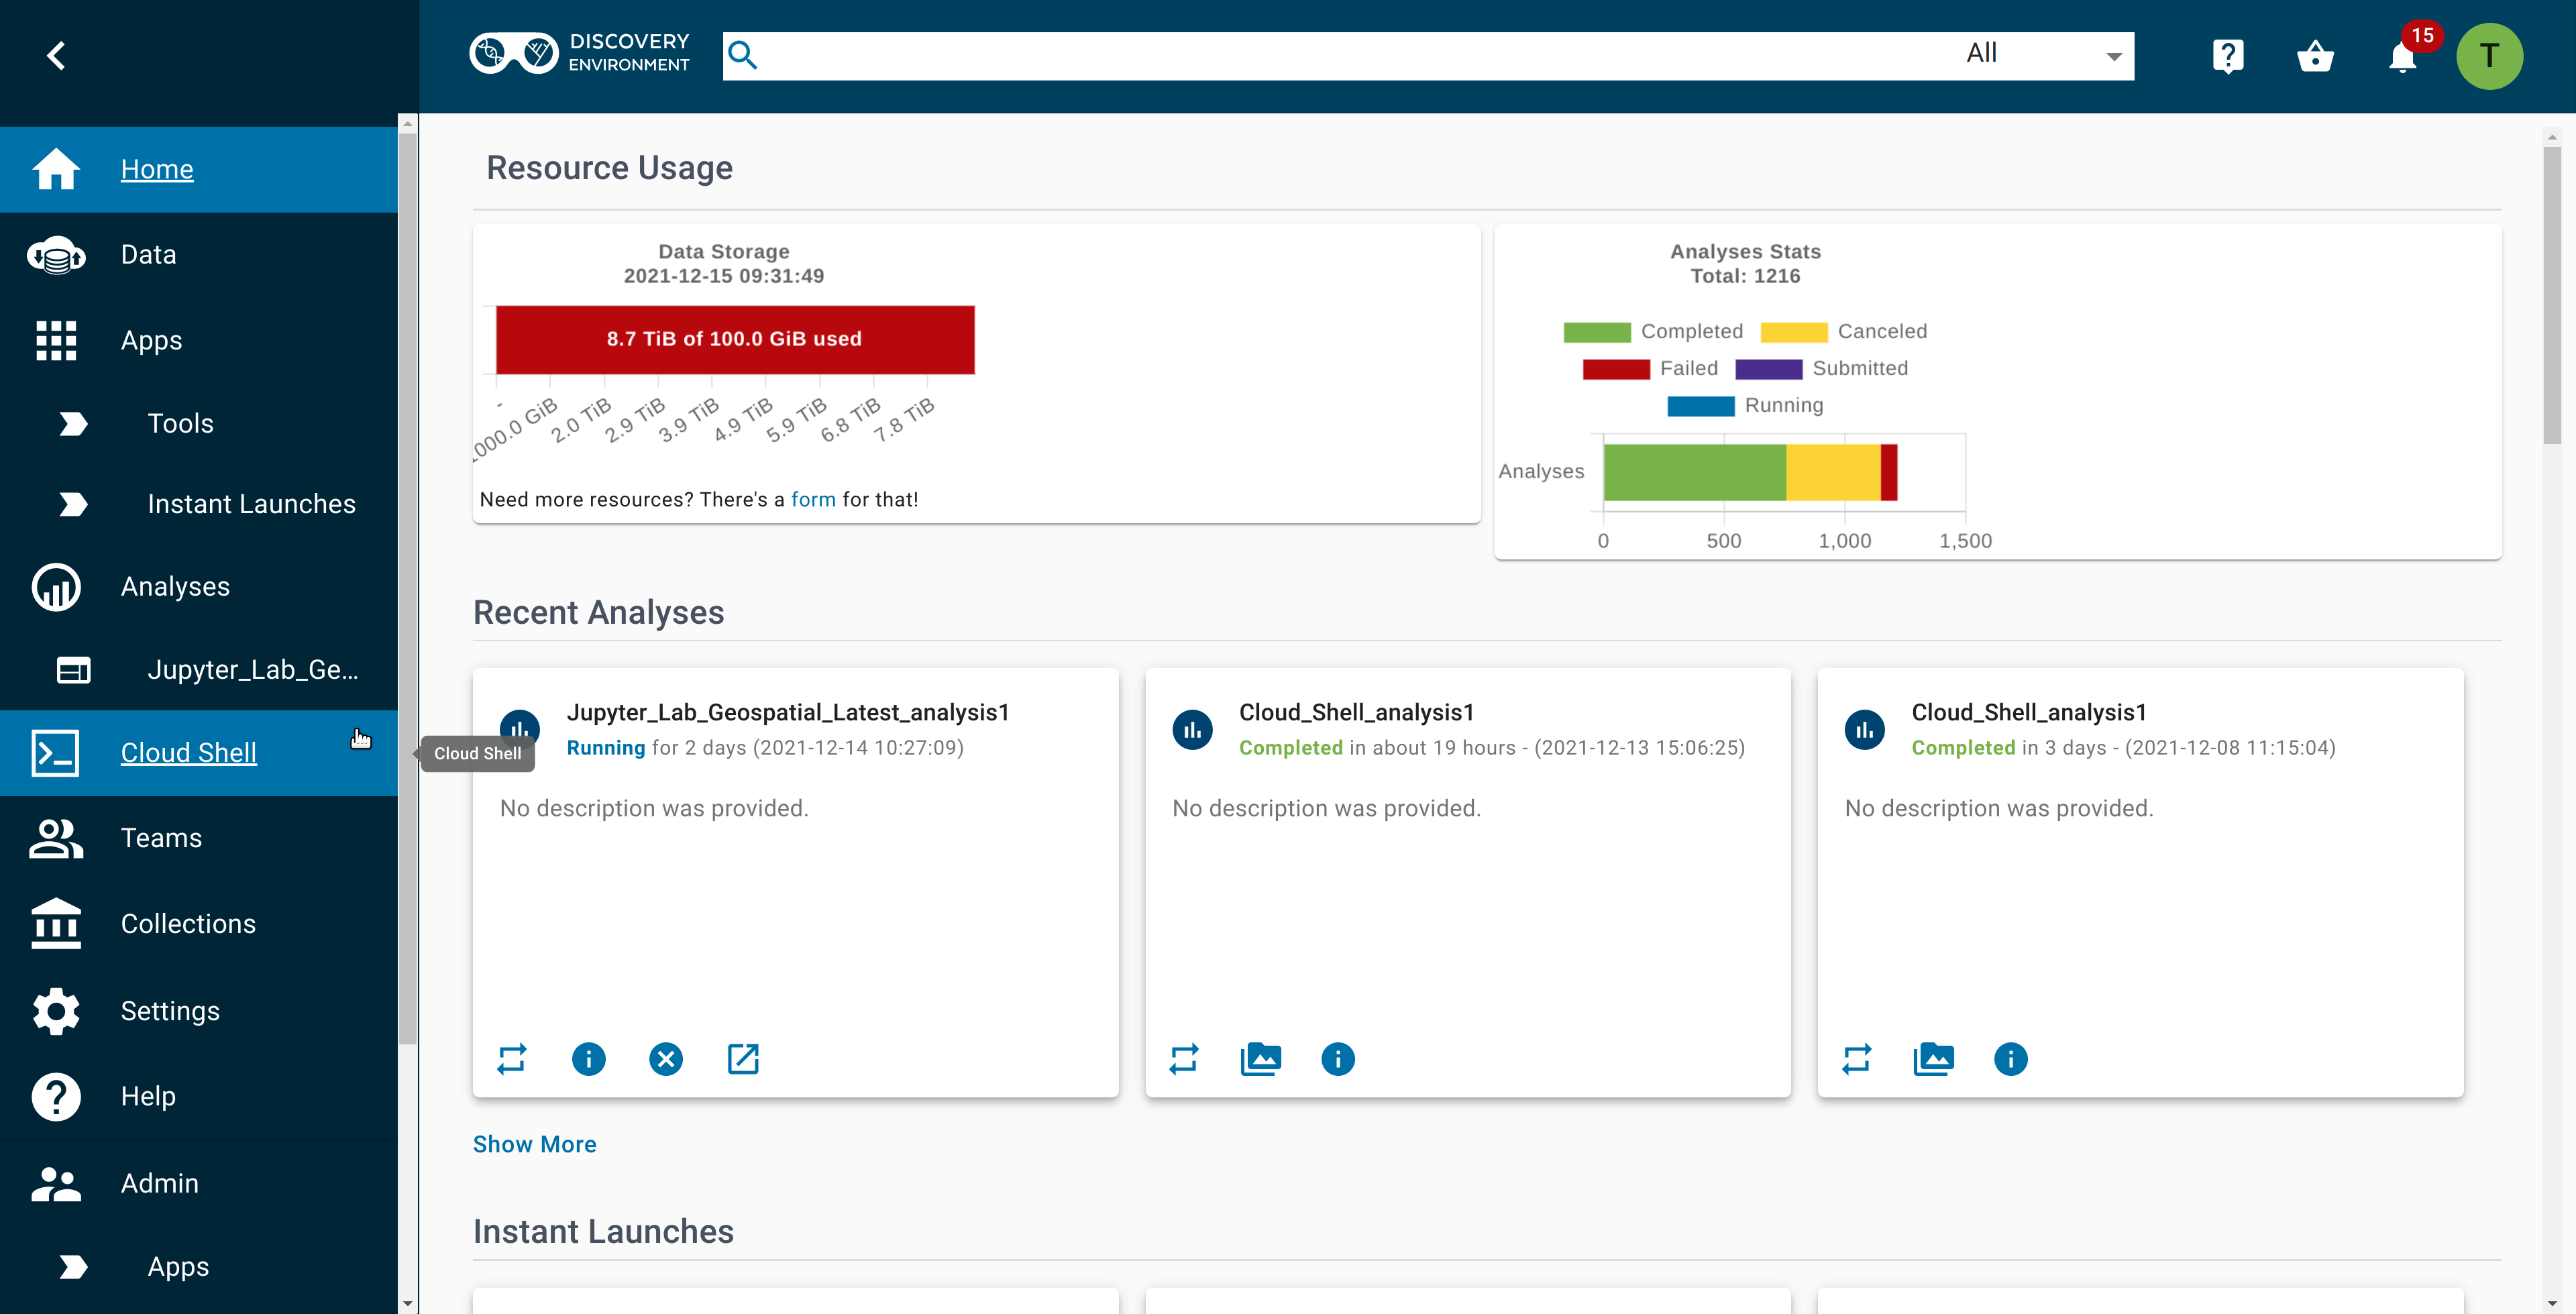 DISCOVERY
ENVIRONMENT
All
15
T
Home
Data
Apps
Tools
Instant Launches
Analyses
Jupyter_Lab_Ge...
Cloud Shell
Teams
Collections
Settings
Help
Admin
Apps
Cloud Shell
Resource Usage
Data Storage
2021-12-15 09:31:49
8.7 TiB of 100.0 GiB used
-
000.0 GiB
2.0 TiB
2.9 TiB
3.9 TiB
4.9 TiB
5.9 TiB
6.8 TiB
7.8 TiB
Need more resources? There's a form for that!
Analyses Stats
Total: 1216
Completed
Canceled
Failed
Submitted
Running
Analyses
0
500
1,000
1,500
Recent Analyses
Jupyter_Lab_Geospatial_Latest_analysis1
Running for 2 days (2021-12-14 10:27:09)
No description was provided.
Cloud_Shell_analysis1
Completed in about 19 hours - (2021-12-13 15:06:25)
No description was provided.
Cloud_Shell_analysis1
Completed in 3 days - (2021-12-08 11:15:04)
No description was provided.
Show More
Instant Launches